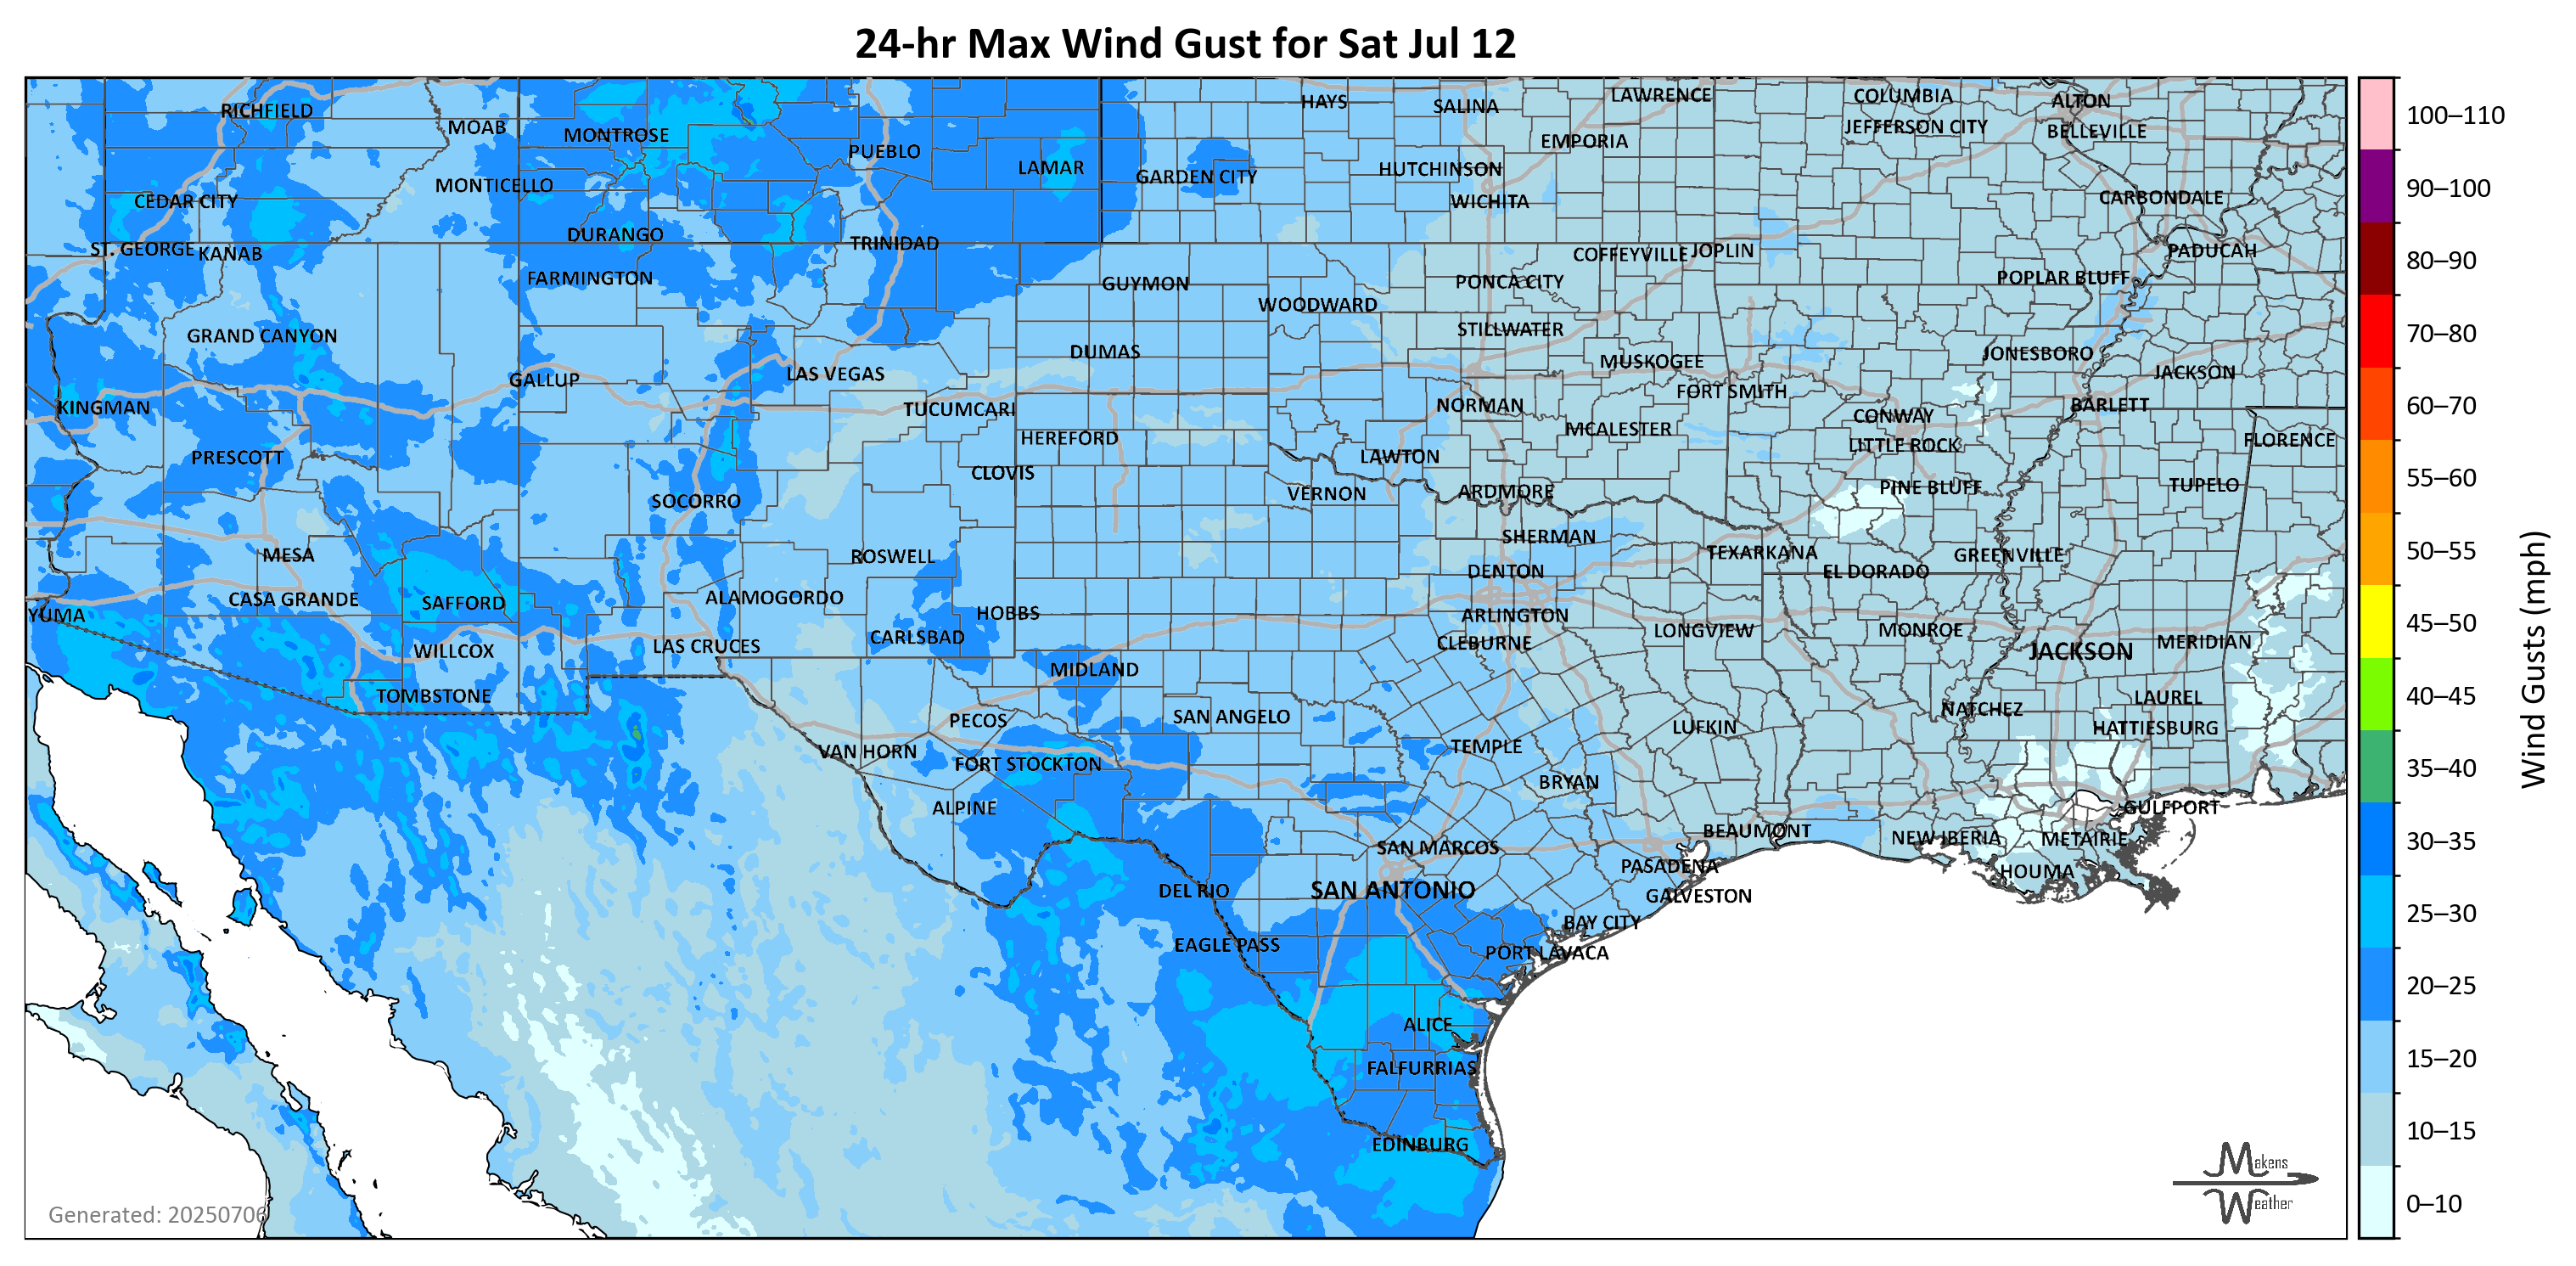 24-hr Max Wind Gust for Sat Jul 12
RICHFIELD
MOAB
MONTROSE
PUEBLO
LAMAR
HAYS
SALINA
LAWRENCE
COLUMBIA
ALTON
EMPORIA
JEFFERSON CITY
BELLEVILLE
MONTICELLO
GARDEN CITY
HUTCHINSON
CEDAR CITY
WICHITA
CARBONDALE
DURANGO
TRINIDAD
ST. GEORGE
KANAB
COFFEYVILLE
JOPLIN
PADUCAH
FARMINGTON
GUYMON
PONCA CITY
POPLAR BLUFF
WOODWARD
GRAND CANYON
STILLWATER
DUMAS
MUSKOGEE
JONESBORO
GALLUP
LAS VEGAS
JACKSON
FORT SMITH
KINGMAN
TUCUMCARI
NORMAN
CONWAY
BARLETT
HEREFORD
MCALESTER
LITTLE ROCK
FLORENCE
PRESCOTT
CLOVIS
LAWTON
SOCORRO
VERNON
ARDMORE
PINE BLUFF
TUPELO
MESA
ROSWELL
SHERMAN
TEXARKANA
GREENVILLE
CASA GRANDE
SAFFORD
ALAMOGORDO
DENTON
EL DORADO
YUMA
HOBBS
ARLINGTON
CARLSBAD
LAS CRUCES
CLEBURNE
LONGVIEW
MONROE
JACKSON
MERIDIAN
WILLCOX
MIDLAND
TOMBSTONE
PECOS
SAN ANGELO
LUFKIN
NATCHEZ
LAUREL
HATTIESBURG
VAN HORN
FORT STOCKTON
TEMPLE
BRYAN
ALPINE
GULFPORT
SAN MARCOS
BEAUMONT
NEW IBERIA
METAIRIE
DEL RIO
SAN ANTONIO
PASADENA
GALVESTON
HOUMA
EAGLE PASS
BAY CITY
PORT LAVACA
ALICE
FALFURRIAS
EDINBURG
Generated: 20250706
Makens
Weather
100–110
90–100
80–90
70–80
60–70
55–60
50–55
45–50
40–45
35–40
30–35
25–30
20–25
15–20
10–15
0–10
Wind Gusts (mph)